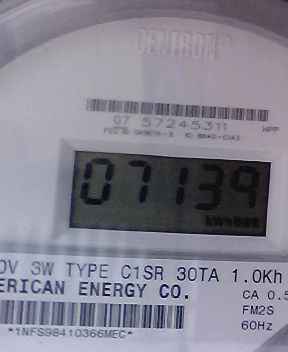 CENTRON®
07 57245311
HPP
07139
0V 3W TYPE C1SR 30TA 1.0Kh
ERICAN ENERGY CO.
CA 0.5
FM2S
60Hz
*1NFS98410366MEC*